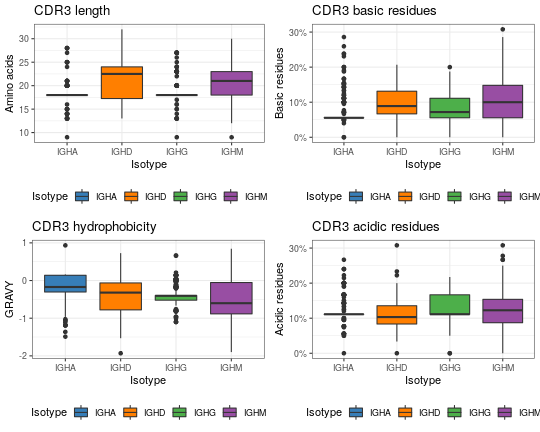 CDR3 length
Amino acids
30
25
20
15
10
IGHA IGHD IGHG IGHM
Isotype
Isotype IGHA IGHD IGHG IGHM
CDR3 basic residues
Basic residues
30%
20%
10%
0%
IGHA IGHD IGHG IGHM
Isotype
Isotype IGHA IGHD IGHG IGHM
CDR3 hydrophobicity
GRAVY
1
0
-1
-2
IGHA IGHD IGHG IGHM
Isotype
Isotype IGHA IGHD IGHG IGHM
CDR3 acidic residues
Acidic residues
30%
20%
10%
0%
IGHA IGHD IGHG IGHM
Isotype
Isotype IGHA IGHD IGHG IGHM